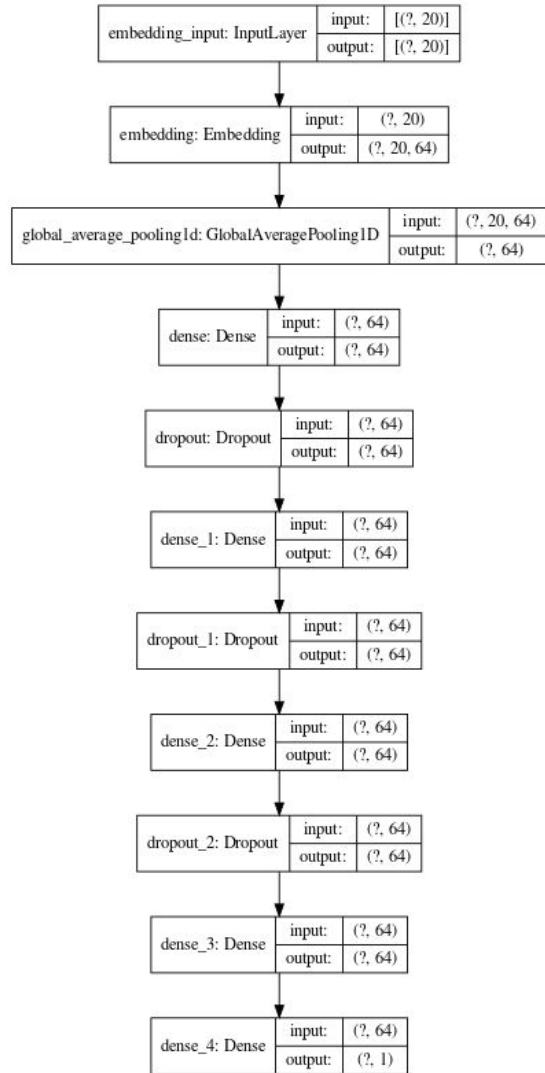 embedding_input: InputLayer input: [(?, 20)]
output: [(?, 20)]
embedding: Embedding input: (?, 20)
output: (?, 20, 64)
global_average_pooling1d: GlobalAveragePooling1D input: (?, 20, 64)
output: (?, 64)
dense: Dense input: (?, 64)
output: (?, 64)
dropout: Dropout input: (?, 64)
output: (?, 64)
dense_1: Dense input: (?, 64)
output: (?, 64)
dropout_1: Dropout input: (?, 64)
output: (?, 64)
dense_2: Dense input: (?, 64)
output: (?, 64)
dropout_2: Dropout input: (?, 64)
output: (?, 64)
dense_3: Dense input: (?, 64)
output: (?, 64)
dense_4: Dense input: (?, 64)
output: (?, 1)